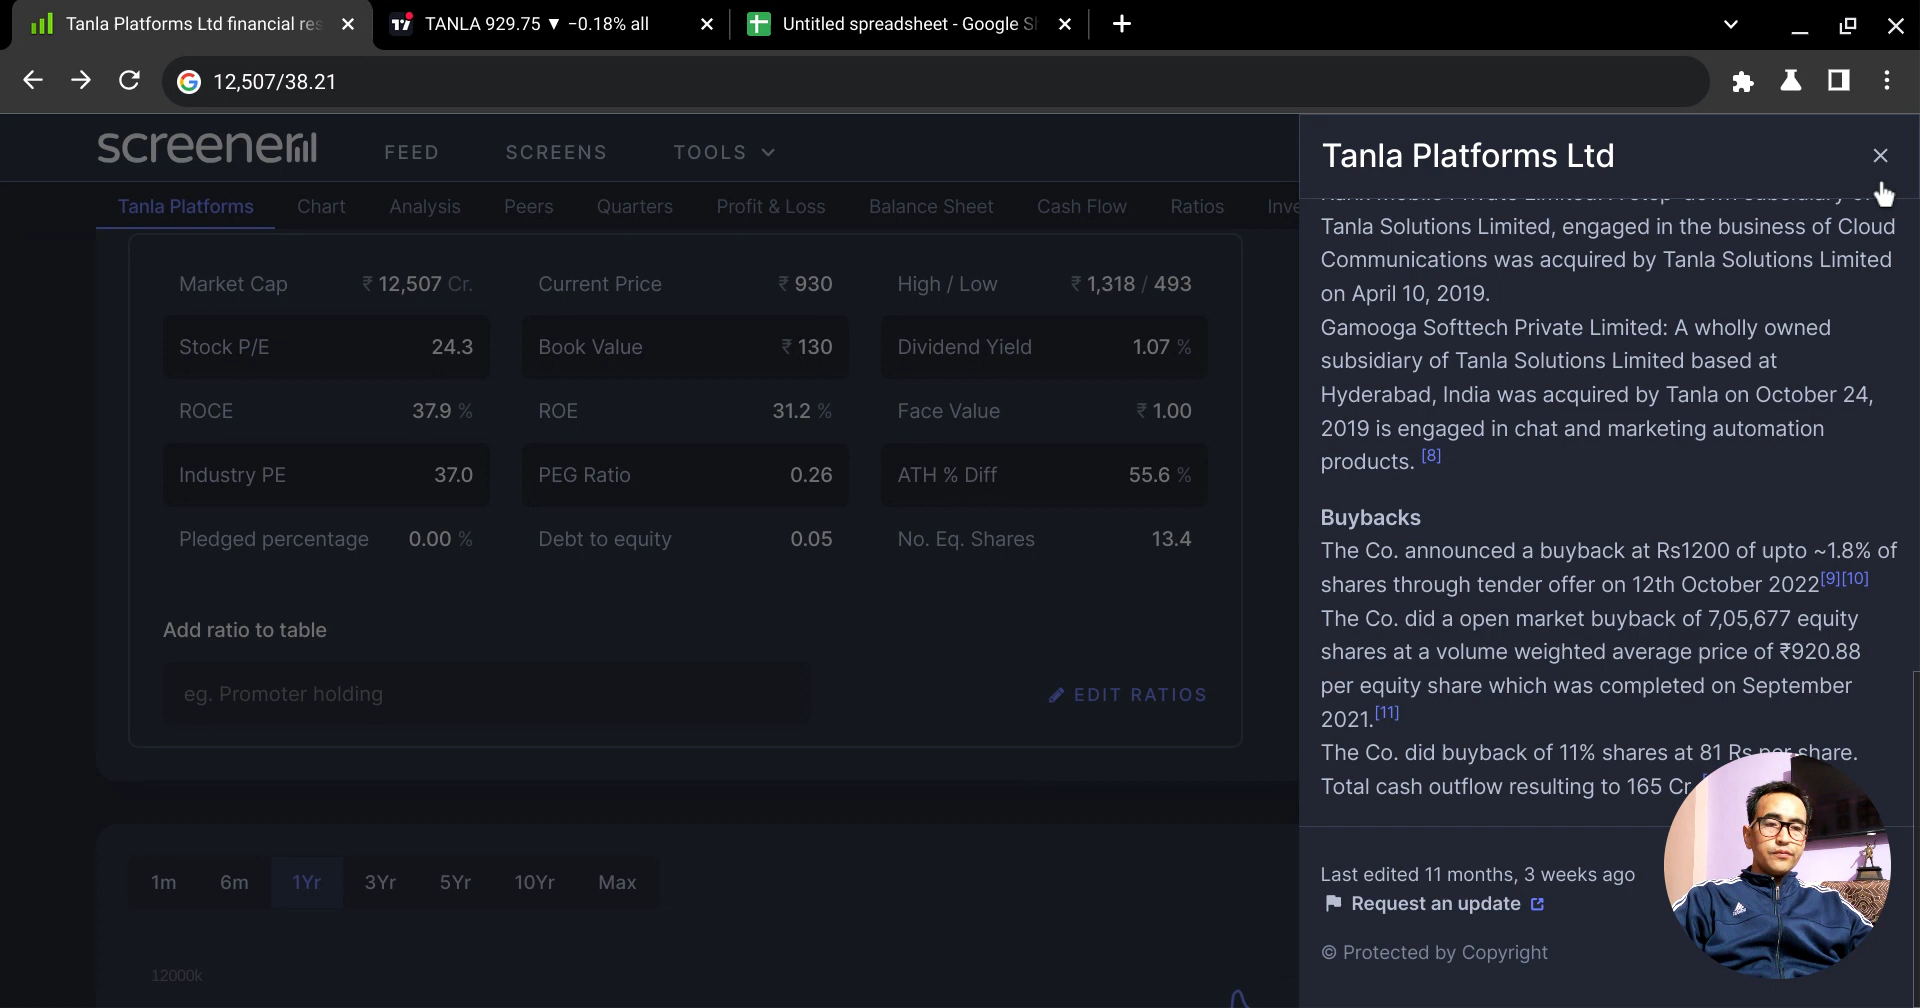 Tanla Platforms Ltd financial res
TANLA 929.75 ▼ −0.18% all
Untitled spreadsheet - Google Sh
12,507/38.21
screener
FEED
SCREENS
TOOLS
Tanla Platforms
Chart
Analysis
Peers
Quarters
Profit & Loss
Balance Sheet
Cash Flow
Ratios
Inve
Market Cap ₹ 12,507 Cr.
Current Price ₹ 930
High / Low ₹ 1,318 / 493
Stock P/E 24.3
Book Value ₹ 130
Dividend Yield 1.07 %
ROCE 37.9 %
ROE 31.2 %
Face Value ₹ 1.00
Industry PE 37.0
PEG Ratio 0.26
ATH % Diff 55.6 %
Pledged percentage 0.00 %
Debt to equity 0.05
No. Eq. Shares 13.4
Add ratio to table
eg. Promoter holding
EDIT RATIOS
1m 6m 1Yr 3Yr 5Yr 10Yr Max
12000k
Tanla Platforms Ltd
Tanla Solutions Limited, engaged in the business of Cloud
Communications was acquired by Tanla Solutions Limited
on April 10, 2019.
Gamooga Softtech Private Limited: A wholly owned
subsidiary of Tanla Solutions Limited based at
Hyderabad, India was acquired by Tanla on October 24,
2019 is engaged in chat and marketing automation
products. [8]
Buybacks
The Co. announced a buyback at Rs1200 of upto ~1.8% of
shares through tender offer on 12th October 2022[9][10]
The Co. did a open market buyback of 7,05,677 equity
shares at a volume weighted average price of ₹920.88
per equity share which was completed on September
2021.[11]
The Co. did buyback of 11% shares at 81 Rs per share.
Total cash outflow resulting to 165 Cr.
Last edited 11 months, 3 weeks ago
Request an update
© Protected by Copyright